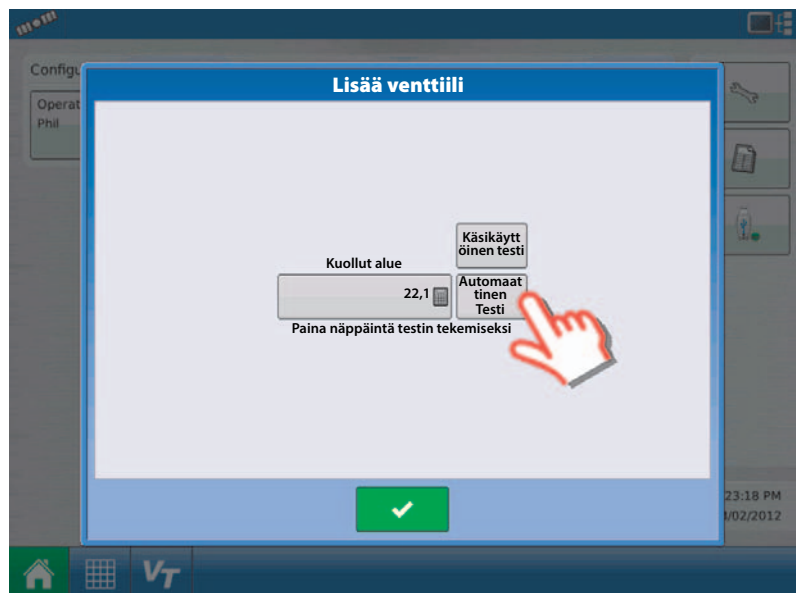 Configu
Operat
Phil
Lisää venttiili
Käsikäytt
öinen testi
Kuollut alue
22,1
Automaat
tinen
Testi
Paina näppäintä testin tekemiseksi
23:18 PM
/02/2012
VT